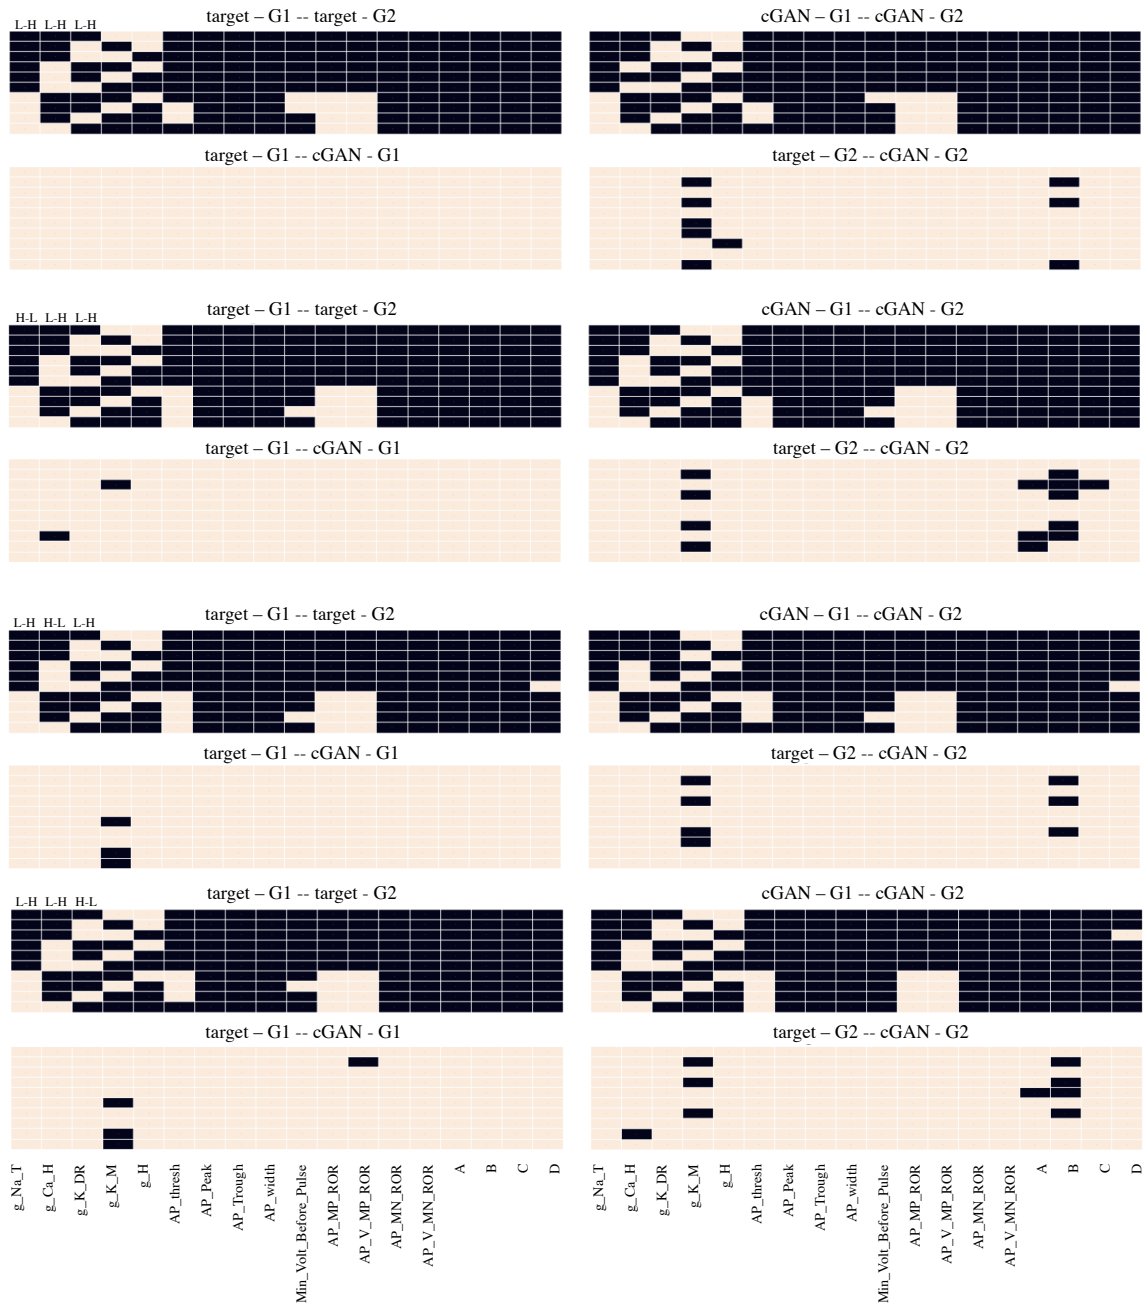 target – G1 -- target - G2
cGAN – G1 -- cGAN – G2
L-H L-H L-H
target – G1 -- cGAN - G1
target – G2 -- cGAN - G2
target – G1 -- target - G2
cGAN – G1 -- cGAN – G2
H-L L-H L-H
target – G1 -- cGAN - G1
target – G2 -- cGAN - G2
target – G1 -- target - G2
cGAN – G1 -- cGAN – G2
L-H H-L L-H
target – G1 -- cGAN - G1
target – G2 -- cGAN - G2
target – G1 -- target - G2
cGAN – G1 -- cGAN – G2
L-H L-H H-L
target – G1 -- cGAN - G1
target – G2 -- cGAN - G2
g_Na_T
g_Ca_H
g_K_DR
g_K_M
g_H
AP_thresh
AP_Peak
AP_Trough
AP_width
Min_Volt_Before_Pulse
AP_MP_ROR
AP_V_MP_ROR
AP_MN_ROR
AP_V_MN_ROR
A
B
C
D
g_Na_T
g_Ca_H
g_K_DR
g_K_M
g_H
AP_thresh
AP_Peak
AP_Trough
AP_width
Min_Volt_Before_Pulse
AP_MP_ROR
AP_V_MP_ROR
AP_MN_ROR
AP_V_MN_ROR
A
B
C
D